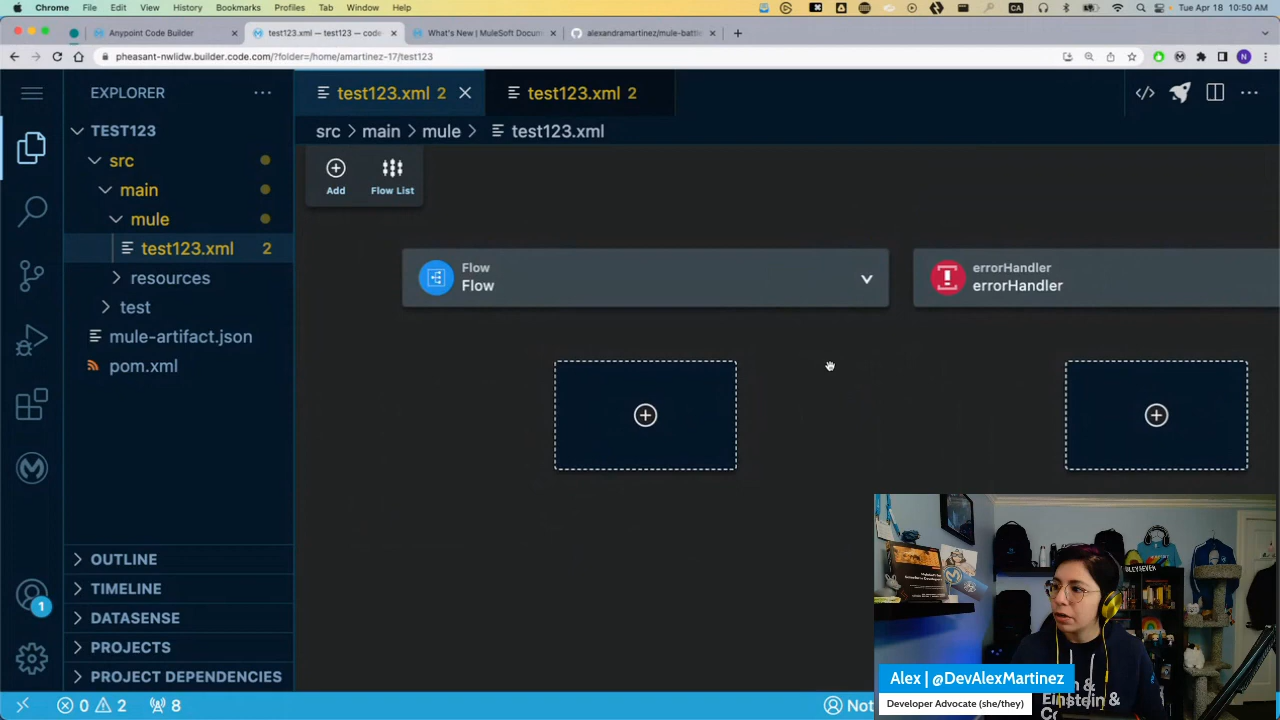 Chrome File Edit View History Bookmarks Profiles Tab Window Help Tue Apr 18 10:50 AM
Anypoint Code Builder
test123.xml — test123 — code
What's New | MuleSoft Docum
alexandramartinez/mule-battl
pheasant-nwlidw.builder.code.com/?folder=/home/amartinez-17/test123
EXPLORER
test123.xml 2
test123.xml 2
TEST123
src > main > mule > test123.xml
src
main
mule
test123.xml 2
resources
test
mule-artifact.json
pom.xml
Add
Flow List
Flow
Flow
errorHandler
errorHandler
OUTLINE
TIMELINE
DATASENSE
PROJECTS
PROJECT DEPENDENCIES
1
0 2 8
Not
Alex | @DevAlexMartinez
Developer Advocate (she/they)
Einstein &